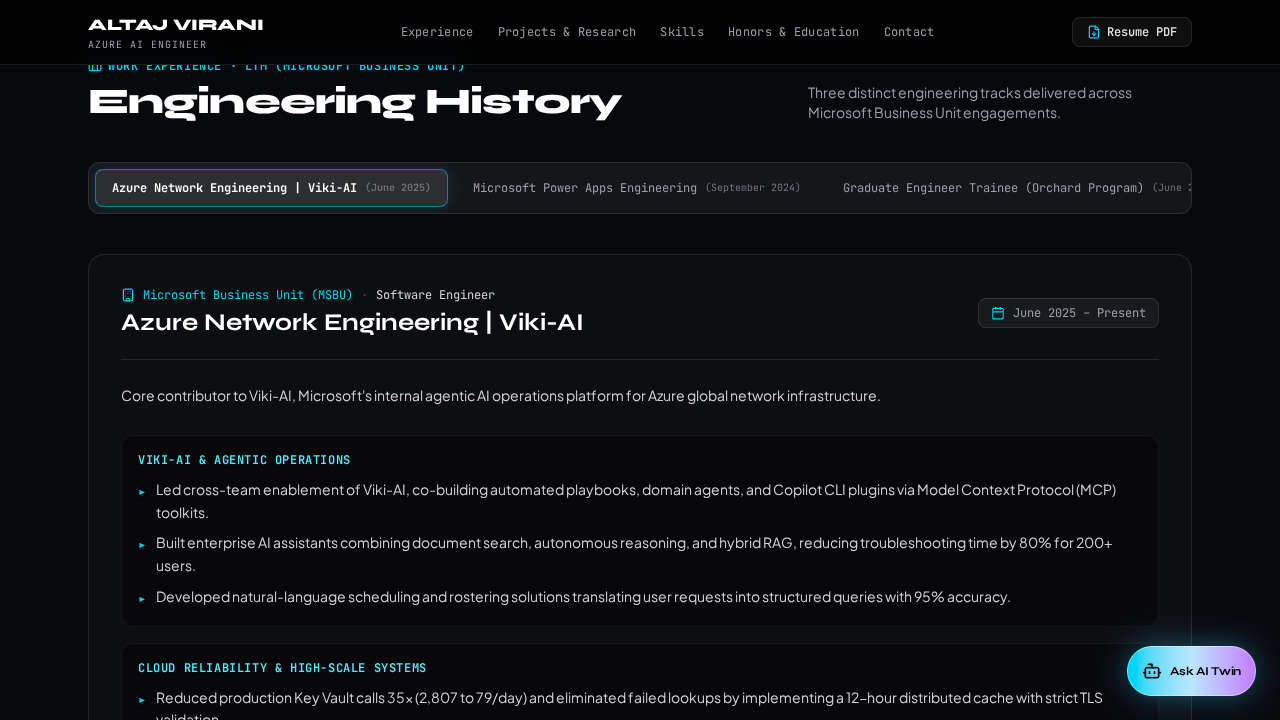 ALTAJ VIRANI
AZURE AI ENGINEER
Experience
Projects & Research
Skills
Honors & Education
Contact
Resume PDF
WORK EXPERIENCE · LTM (MICROSOFT BUSINESS UNIT)
Engineering History
Three distinct engineering tracks delivered across
Microsoft Business Unit engagements.
Azure Network Engineering | Viki-AI (June 2025)
Microsoft Power Apps Engineering (September 2024)
Graduate Engineer Trainee (Orchard Program) (June 2
Microsoft Business Unit (MSBU) · Software Engineer
Azure Network Engineering | Viki-AI
June 2025 – Present
Core contributor to Viki-AI, Microsoft's internal agentic AI operations platform for Azure global network infrastructure.
VIKI-AI & AGENTIC OPERATIONS
▸ Led cross-team enablement of Viki-AI, co-building automated playbooks, domain agents, and Copilot CLI plugins via Model Context Protocol (MCP)
toolkits.
▸ Built enterprise AI assistants combining document search, autonomous reasoning, and hybrid RAG, reducing troubleshooting time by 80% for 200+
users.
▸ Developed natural-language scheduling and rostering solutions translating user requests into structured queries with 95% accuracy.
CLOUD RELIABILITY & HIGH-SCALE SYSTEMS
▸ Reduced production Key Vault calls 35× (2,807 to 79/day) and eliminated failed lookups by implementing a 12-hour distributed cache with strict TLS
validation.
Ask AI Twin